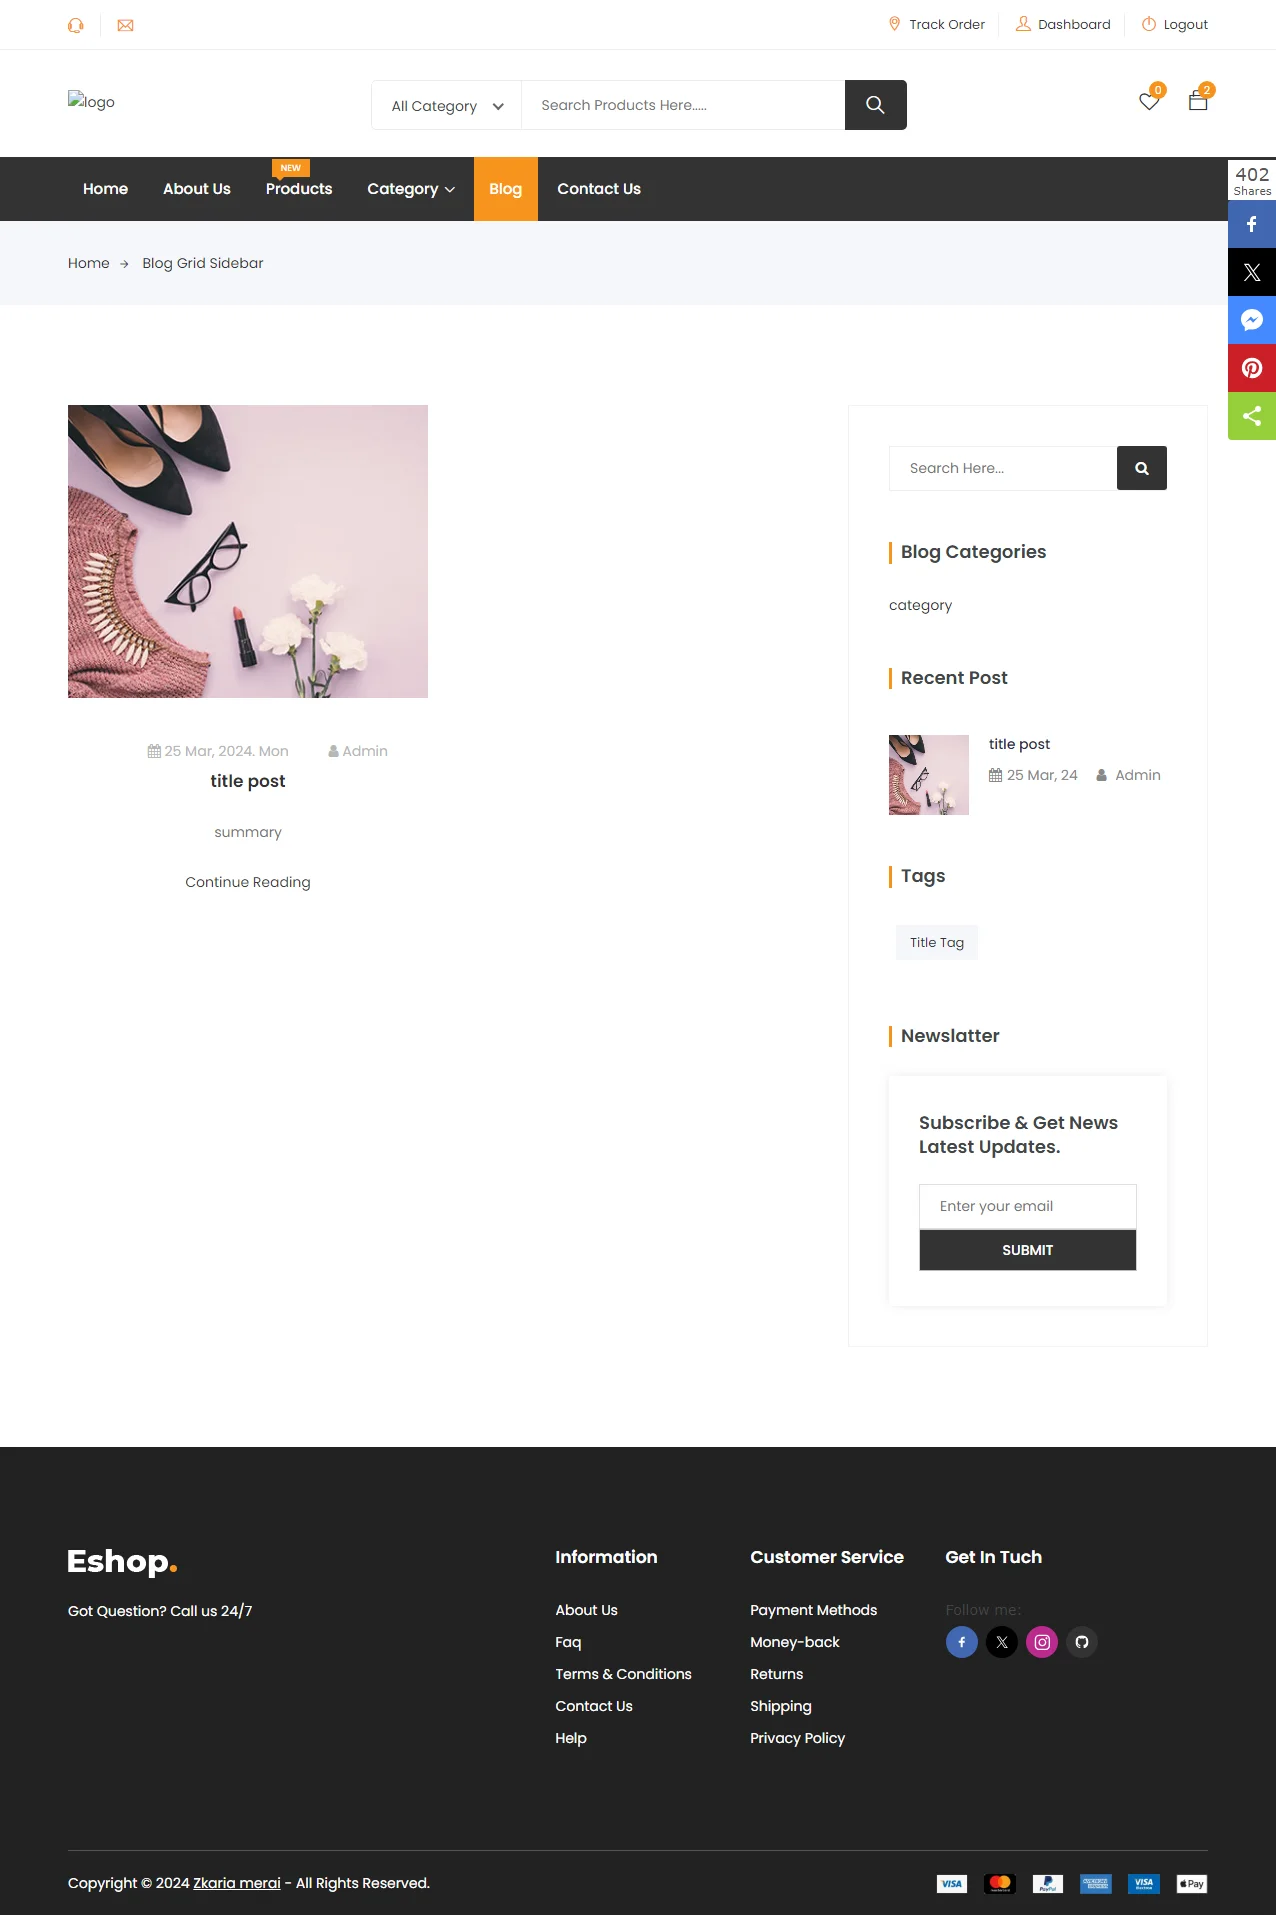 Track Order
Dashboard
Logout
logo
All Category
Search Products Here.....
0
2
NEW
Home
About Us
Products
Category
Blog
Contact Us
402
Shares
Home
Blog Grid Sidebar
Search Here...
Blog Categories
category
Recent Post
title post
25 Mar, 24
Admin
25 Mar, 2024. Mon
Admin
title post
summary
Continue Reading
Tags
Title Tag
Newslatter
Subscribe & Get News
Latest Updates.
Enter your email
SUBMIT
Eshop.
Got Question? Call us 24/7
Information
About Us
Faq
Terms & Conditions
Contact Us
Help
Customer Service
Payment Methods
Money-back
Returns
Shipping
Privacy Policy
Get In Tuch
Follow me:
Copyright © 2024 Zkaria merai - All Rights Reserved.
VISA
PayPal
VISA
Pay